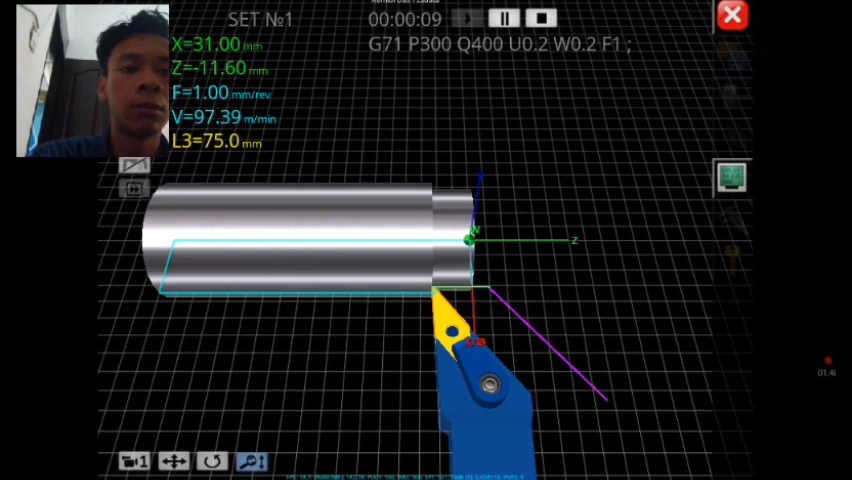 SET №1
00:00:09
G71 P300 Q400 U0.2 W0.2 F1 ;
X=31.00 mm
Z=-11.60 mm
F=1.00 mm/rev
V=97.39 m/min
L3=75.0 mm
W
Z
1